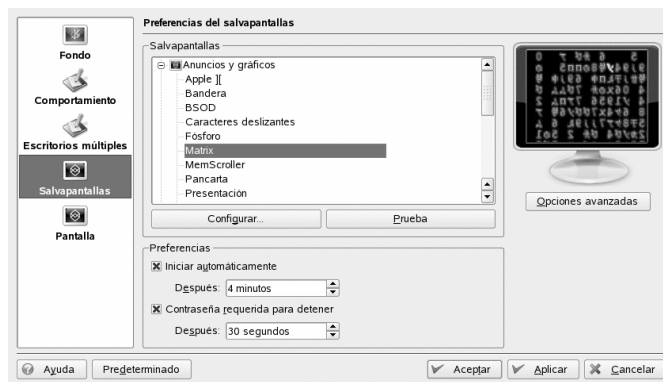 Fondo
Comportamiento
Escritorios múltiples
Salvapantallas
Pantalla
Preferencias del salvapantallas
Salvapantallas
Anuncios y gráficos
Apple ][
Bandera
BSOD
Caracteres deslizantes
Fósforo
Matrix
MemScroller
Pancarta
Presentación
Configurar...
Prueba
Opciones avanzadas
Preferencias
Iniciar automáticamente
Después: 4 minutos
Contraseña requerida para detener
Después: 30 segundos
Ayuda
Predeterminado
Aceptar
Aplicar
Cancelar